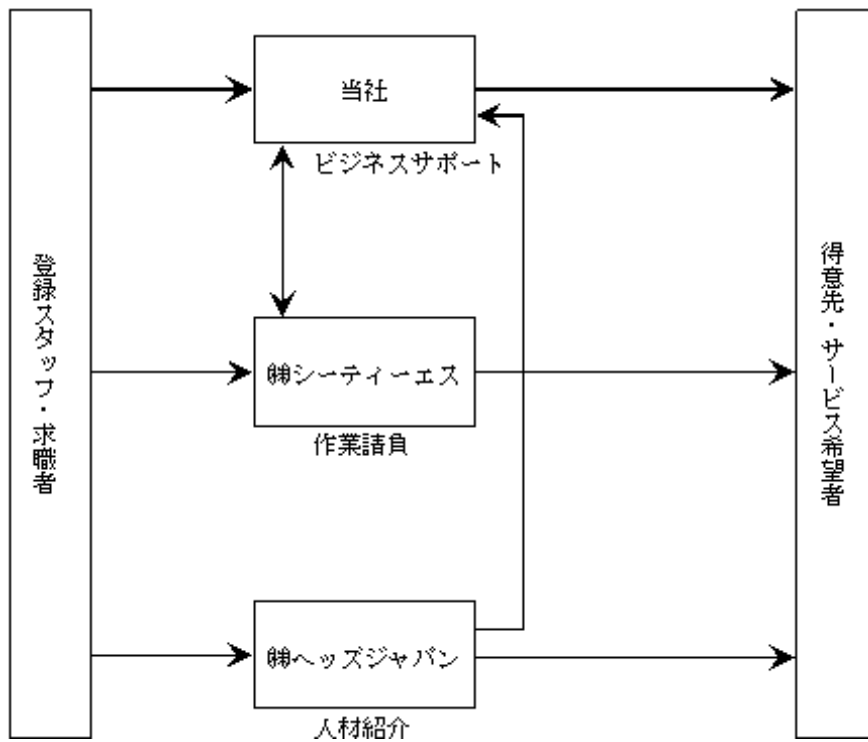 登録スタッフ・求職者
当社
ビジネスサポート
㈱シーティーエス
作業請負
㈱ヘッズジャパン
人材紹介
得意先・サービス希望者